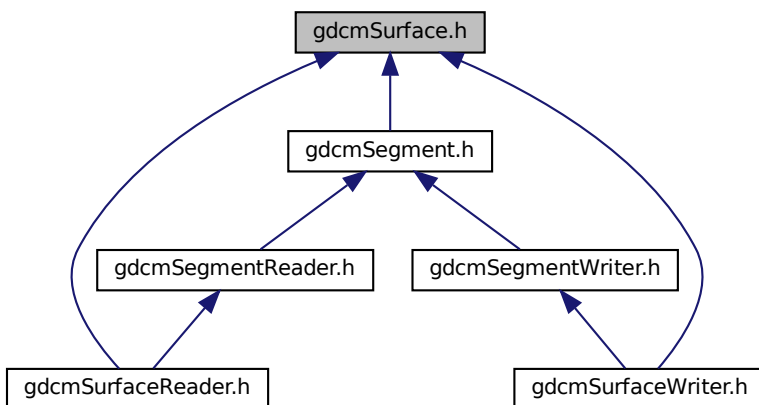 gdcmSurface.h
gdcmSegment.h
gdcmSegmentReader.h
gdcmSegmentWriter.h
gdcmSurfaceReader.h
gdcmSurfaceWriter.h